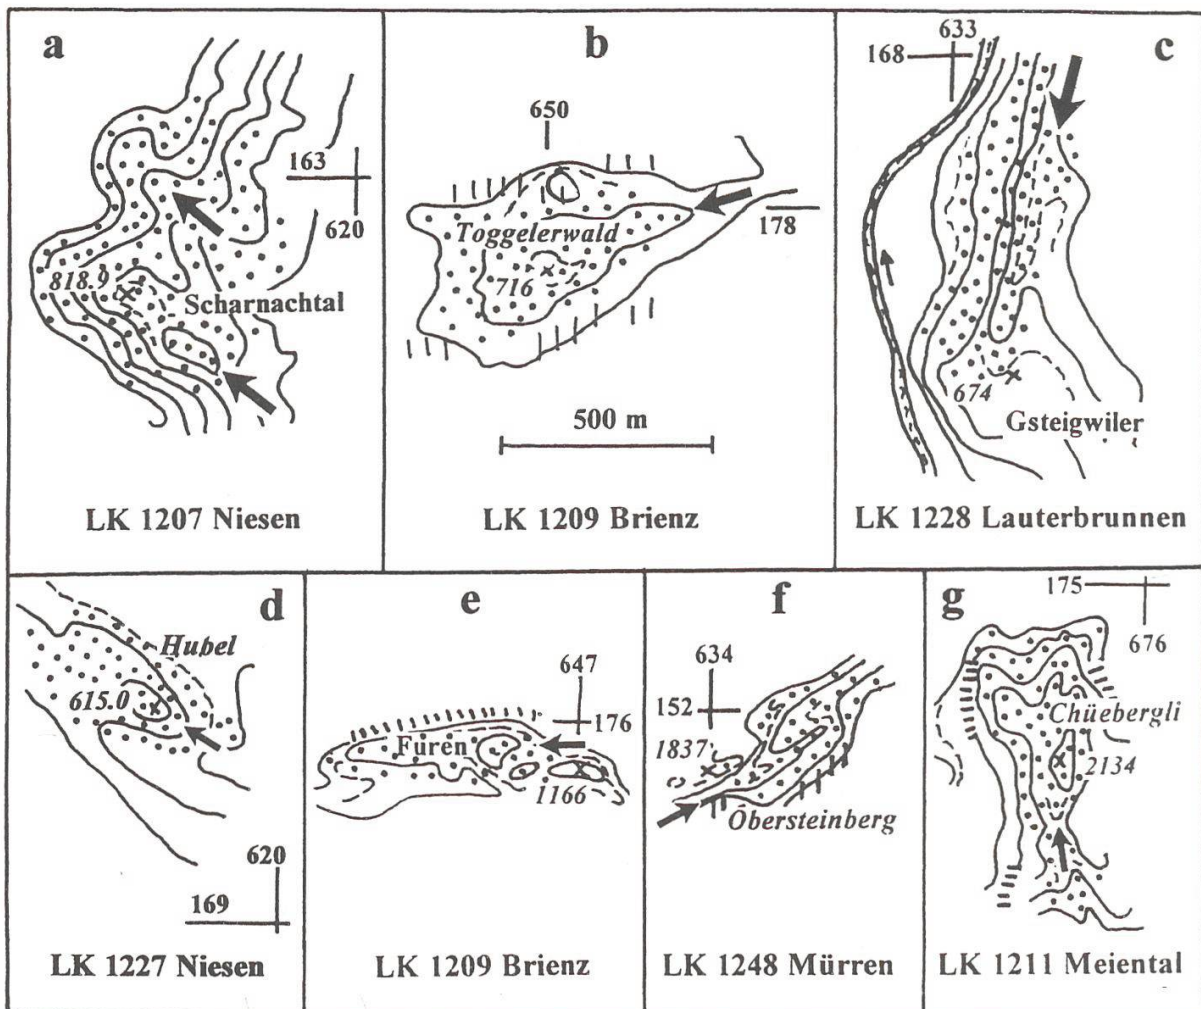 a
163
620
818.9
Scharnachtal
LK 1207 Niesen
b
650
178
Toggelerwald
716
500 m
LK 1209 Brienz
c
633
168
674
Gsteigwiler
LK 1228 Lauterbrunnen
d
Hubel
615.0
620
169
LK 1227 Niesen
e
647
176
Füren
1166
LK 1209 Brienz
f
634
152
1837
Obersteinberg
LK 1248 Mürren
g
175
676
Chüebergli
2134
LK 1211 Meiental